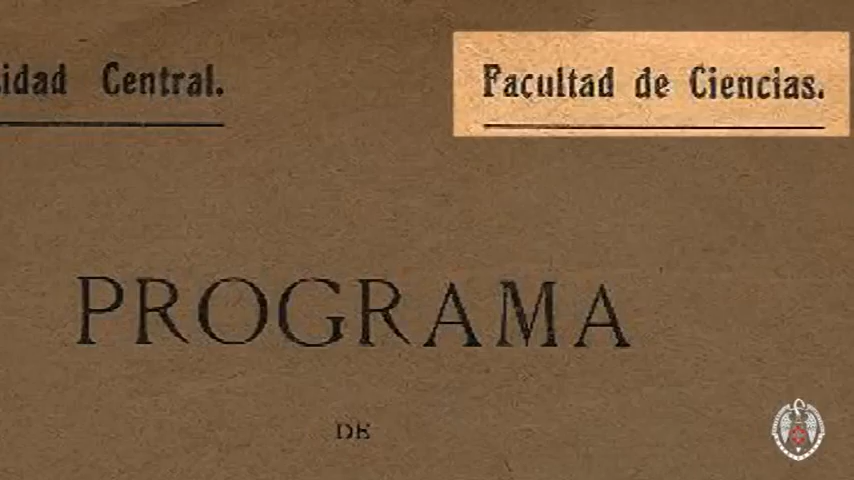 idad Central.
Facultad de Ciencias.
PROGRAMA
DE